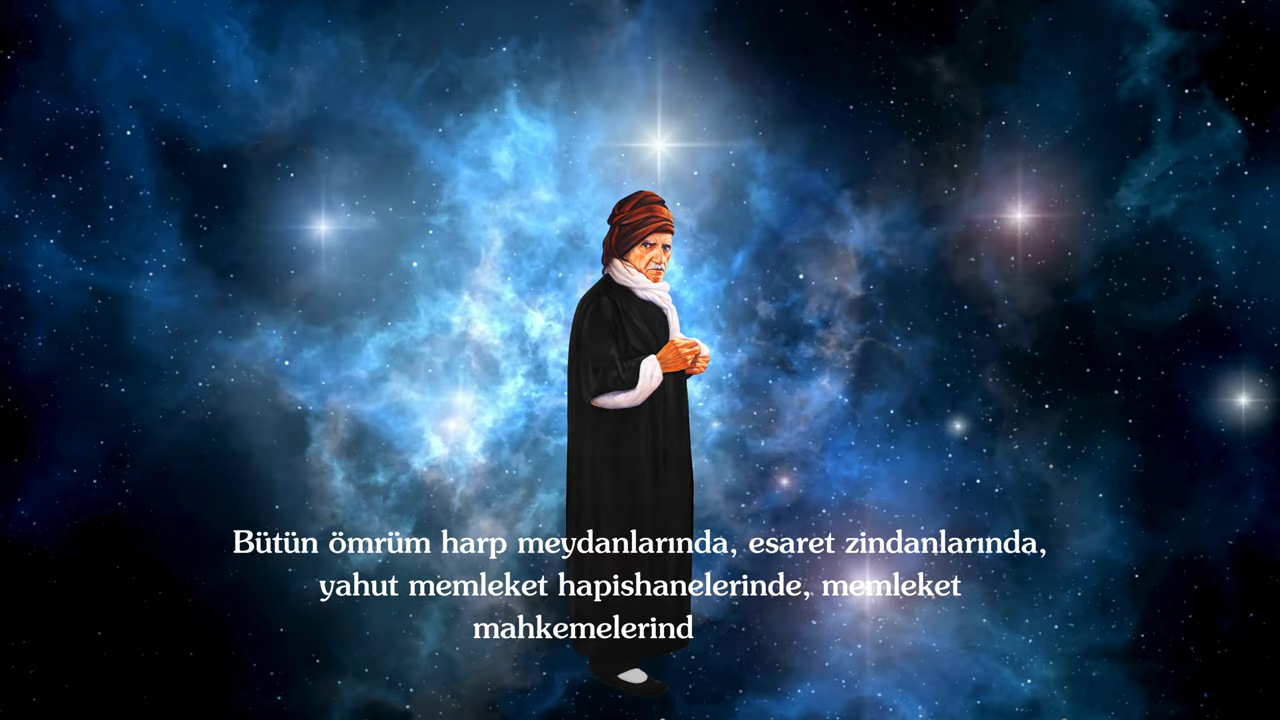 Bütün ömrüm harp meydanlarında, esaret zindanlarında,
yahut memleket hapishanelerinde, memleket
mahkemelerind